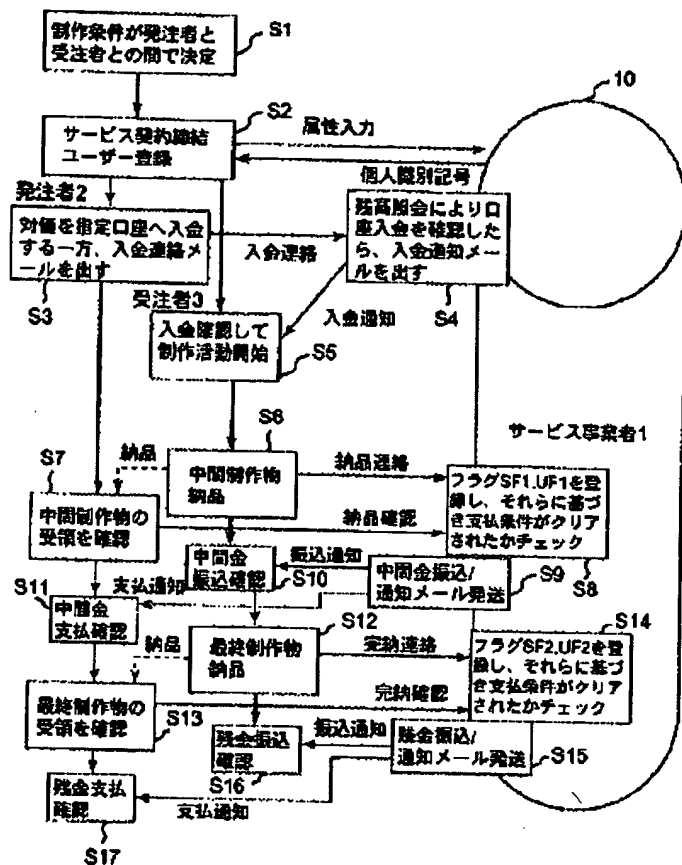 制作条件が発注者と
受注者との間で決定
S1
10
S2
サービス契約締結
ユーザー登録
属性入力
個人識別記号
発注者2
対価を指定口座へ入金
する一方、入金連絡メ
ールを出す
S3
入金連絡
残高照会により口
座入金を確認した
ら、入金通知メー
ルを出す
S4
受注者3
入金通知
入金確認して
制作活動開始
S5
サービス事業者1
S6
S7
納品
中間制作物
納品
納品連絡
フラグSF1.UF1を登
録し、それらに基づ
き支払条件がクリア
されたかチェック
S8
中間制作物の
受領を確認
納品確認
中間金
振込確認
S10
振込通知
中間金振込/
通知メール発送
S9
S11
支払通知
中間金
支払確認
S12
S14
納品
最終制作物
納品
完納連絡
フラグSF2.UF2を登
録し、それらに基づ
き支払条件がクリア
されたかチェック
最終制作物の
受領を確認
S13
完納確認
残金振込
確認
S16
振込通知
残金振込/
通知メール発送
S15
残金支払
確認
支払通知
S17